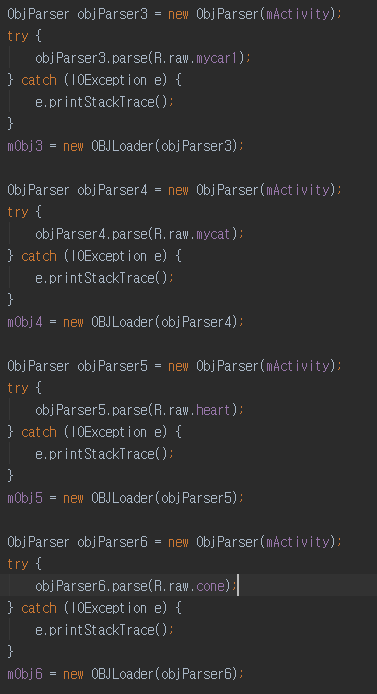 ObjParser objParser3 = new ObjParser(mActivity);
try {
    objParser3.parse(R.raw.mycar1);
} catch (IOException e) {
    e.printStackTrace();
}
mObj3 = new OBJLoader(objParser3);

ObjParser objParser4 = new ObjParser(mActivity);
try {
    objParser4.parse(R.raw.mycat);
} catch (IOException e) {
    e.printStackTrace();
}
mObj4 = new OBJLoader(objParser4);

ObjParser objParser5 = new ObjParser(mActivity);
try {
    objParser5.parse(R.raw.heart);
} catch (IOException e) {
    e.printStackTrace();
}
mObj5 = new OBJLoader(objParser5);

ObjParser objParser6 = new ObjParser(mActivity);
try {
    objParser6.parse(R.raw.cone);
} catch (IOException e) {
    e.printStackTrace();
}
mObj6 = new OBJLoader(objParser6);